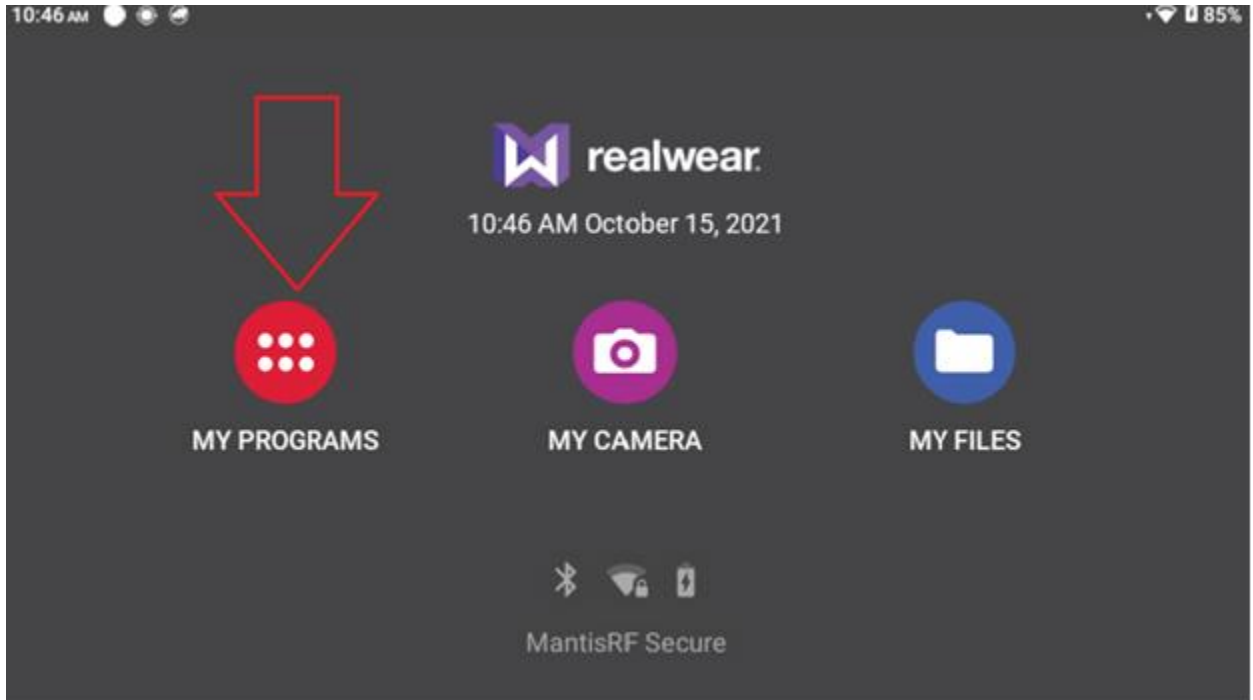 10:46 AM 85%
realwear.
10:46 AM October 15, 2021
MY PROGRAMS MY CAMERA MY FILES
MantisRF Secure